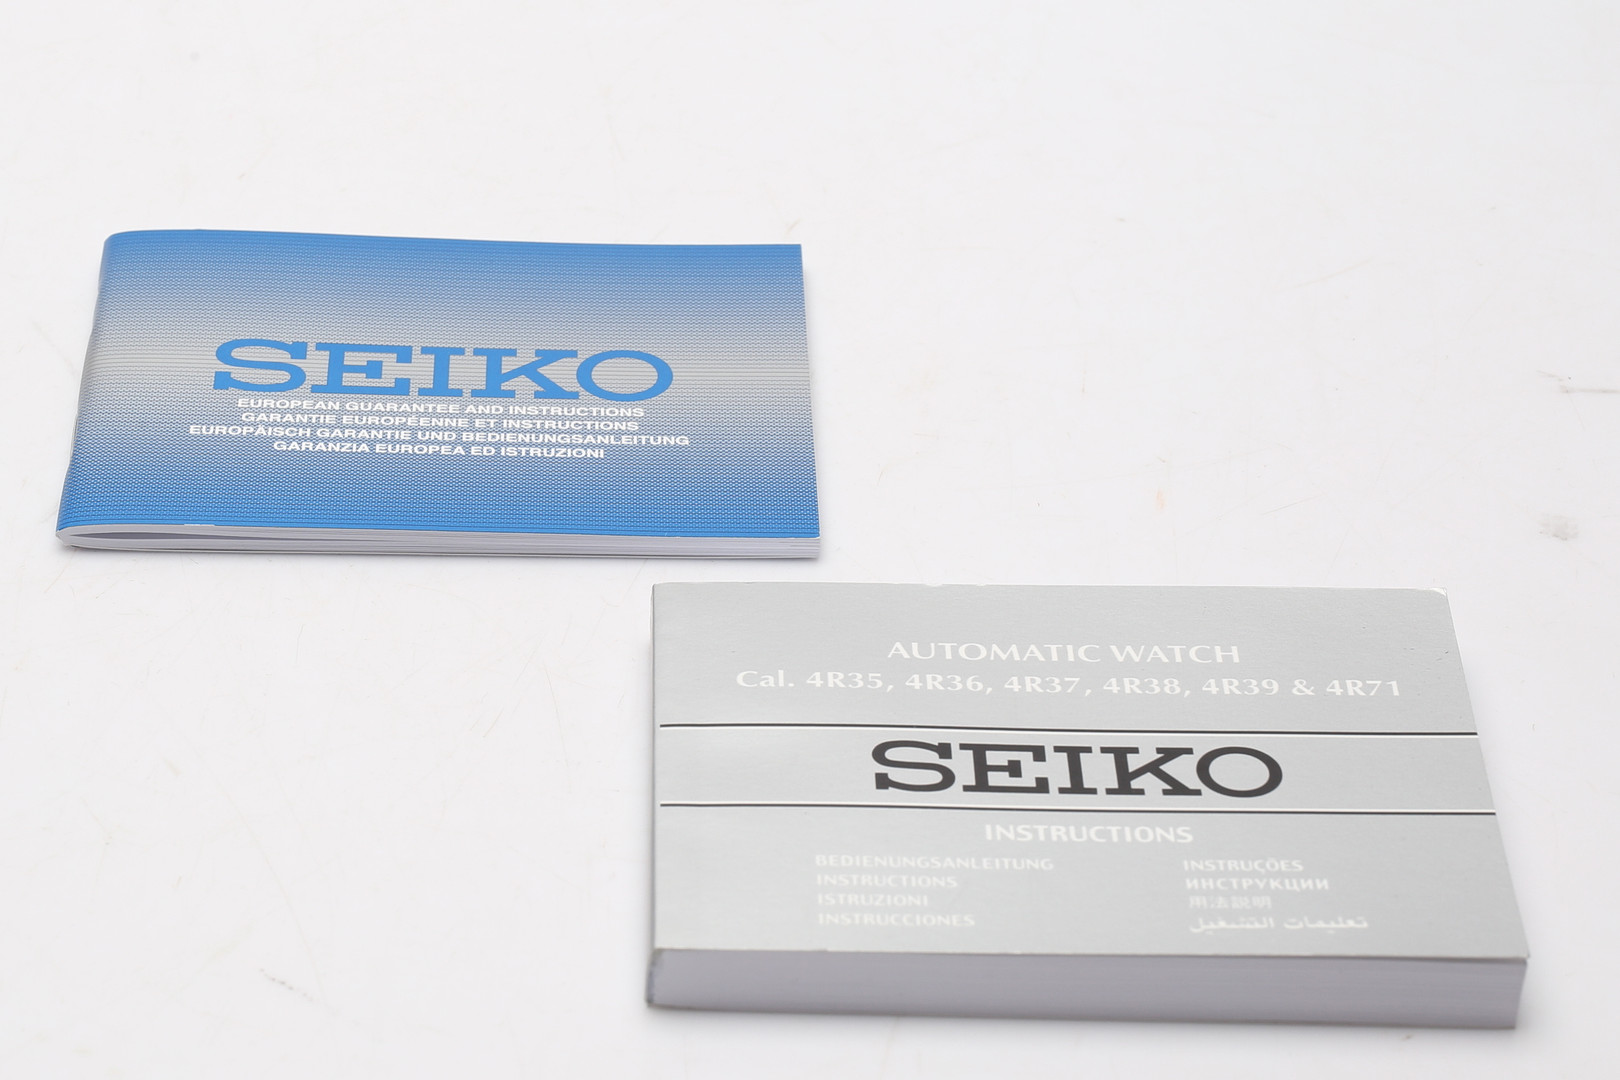 SEIKO
EUROPEAN GUARANTEE AND INSTRUCTIONS
GARANTIE EUROPÉENNE ET INSTRUCTIONS
EUROPÄISCH GARANTIE UND BEDIENUNGSANLEITUNG
GARANZIA EUROPEA ED ISTRUZIONI
AUTOMATIC WATCH
Cal. 4R35, 4R36, 4R37, 4R38, 4R39 & 4R71
SEIKO
INSTRUCTIONS
BEDIENUNGSANLEITUNG
INSTRUCTIONS
ISTRUZIONI
INSTRUCCIONES
INSTRUÇÕES
ИНСТРУКЦИИ
用法説明
تعليمات التشغيل